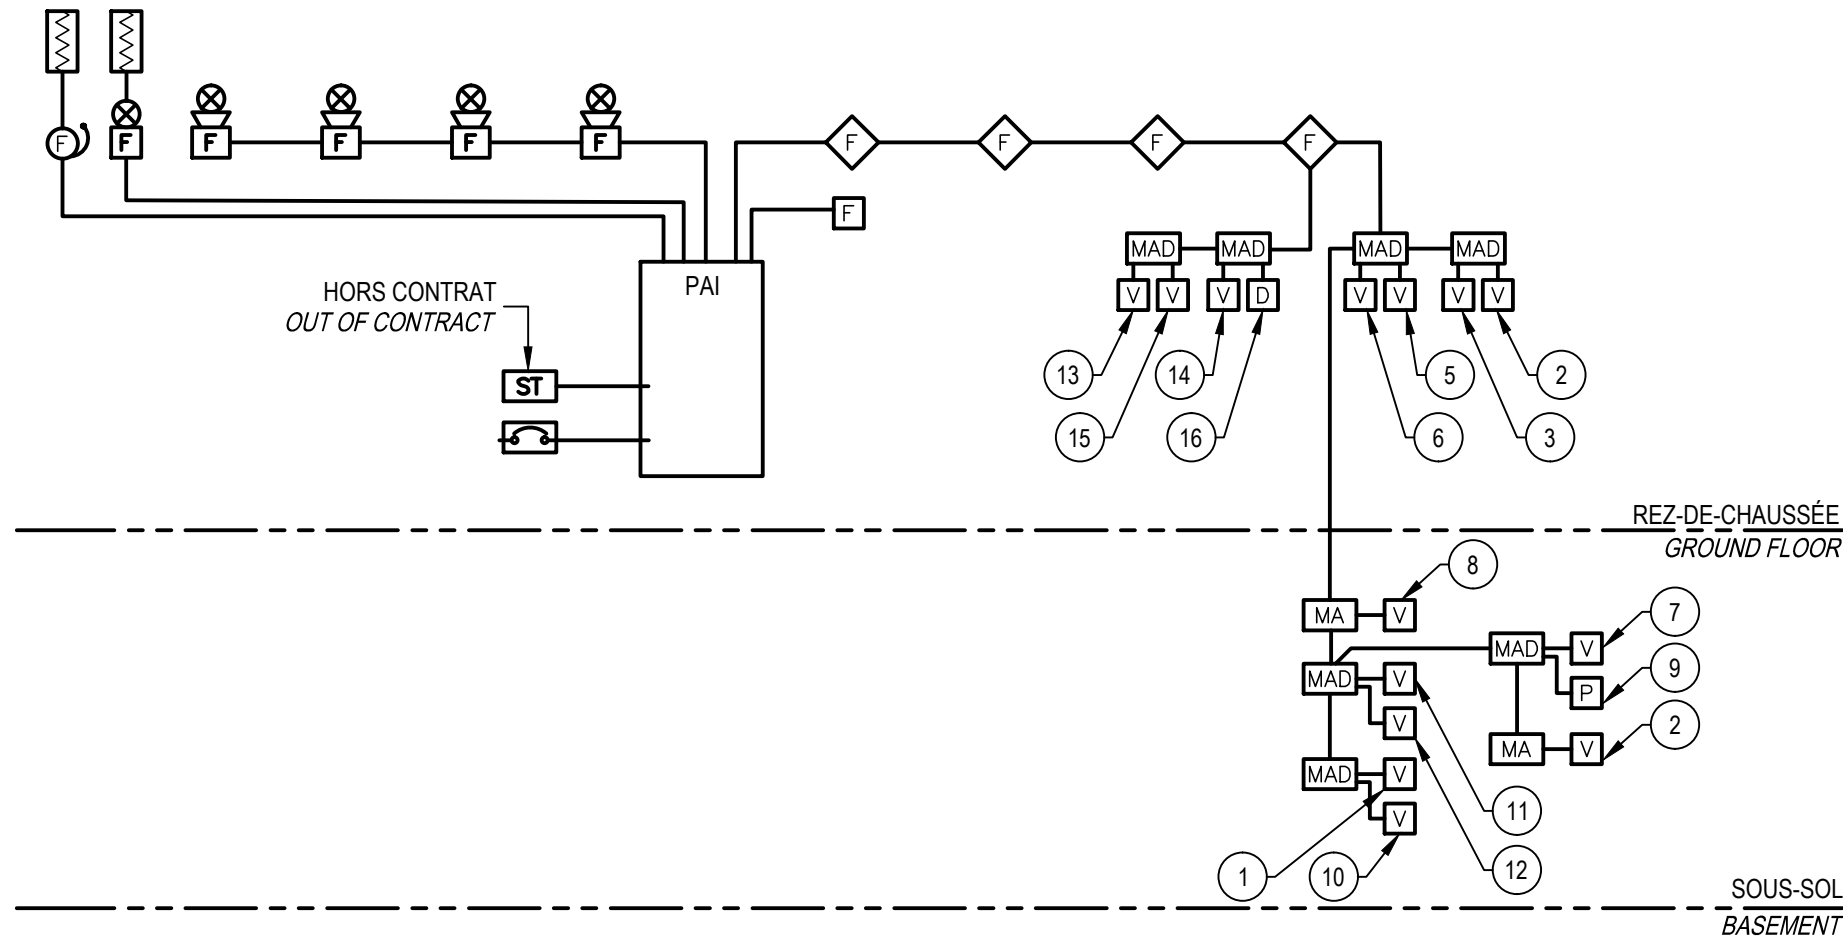 F F F F F F
F F F F
F
MAD MAD MAD MAD
PAI
HORS CONTRAT
OUT OF CONTRACT
V V V D V V V V
13 14 5 2
ST
15 16 6 3
REZ-DE-CHAUSSÉE
GROUND FLOOR
8
MA V
7
MAD V
9
MAD V
P
V
2
MA V
MAD V
11
V
12
1 10
SOUS-SOL
BASEMENT